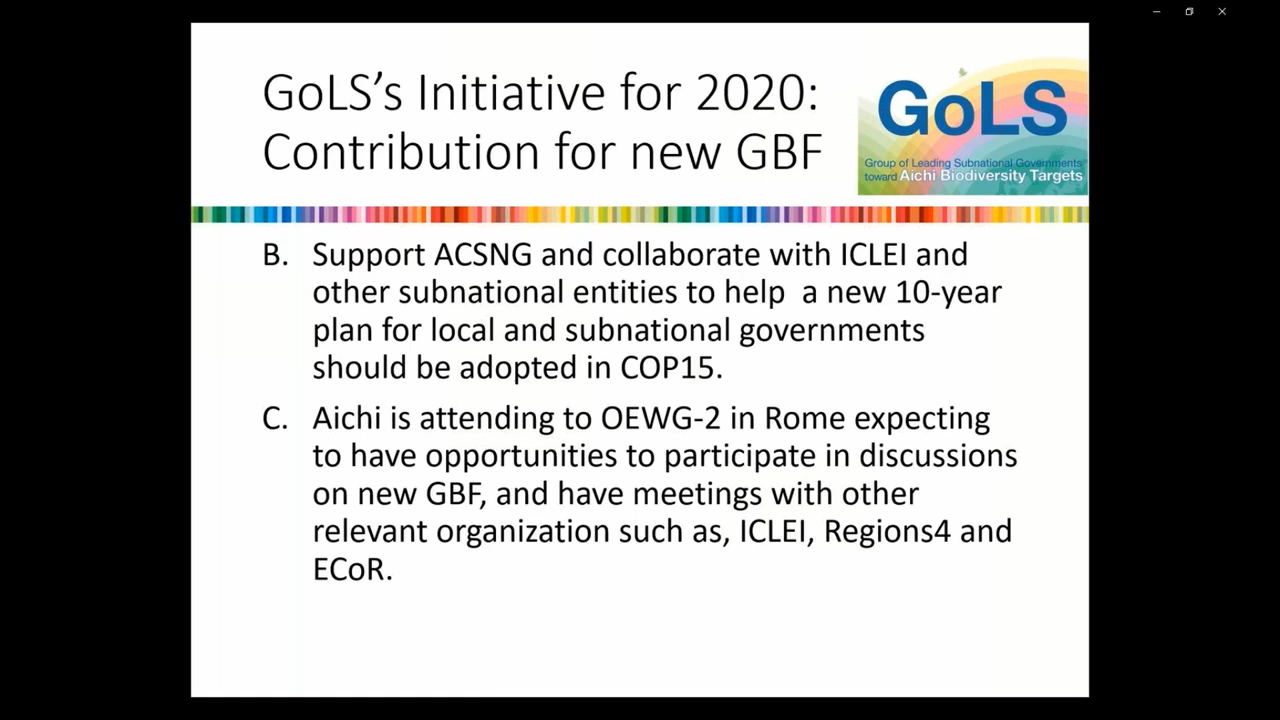 GoLS's Initiative for 2020:
Contribution for new GBF
GoLS
Group of Leading Subnational Governments
toward Aichi Biodiversity Targets
B. Support ACSNG and collaborate with ICLEI and
other subnational entities to help a new 10-year
plan for local and subnational governments
should be adopted in COP15.
C. Aichi is attending to OEWG-2 in Rome expecting
to have opportunities to participate in discussions
on new GBF, and have meetings with other
relevant organization such as, ICLEI, Regions4 and
ECoR.